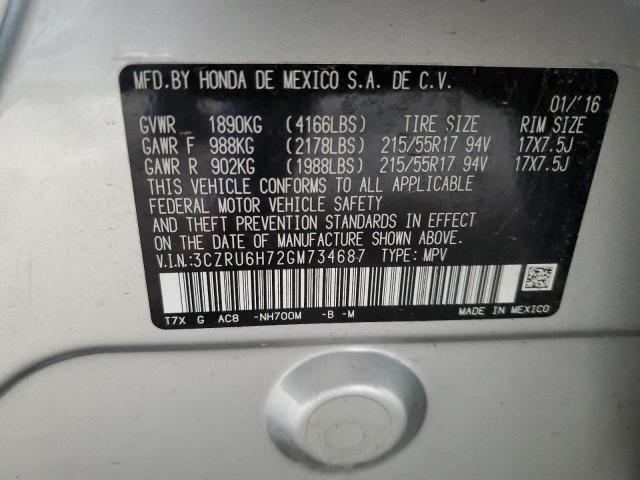 MFD.BY HONDA DE MEXICO S.A. DE C.V.
01/'16
GVWR 1890KG (4166LBS) TIRE SIZE RIM SIZE
GAWR F 988KG (2178LBS) 215/55R17 94V 17X7.5J
GAWR R 902KG (1988LBS) 215/55R17 94V 17X7.5J
THIS VEHICLE CONFORMS TO ALL APPLICABLE
FEDERAL MOTOR VEHICLE SAFETY
AND THEFT PREVENTION STANDARDS IN EFFECT
ON THE DATE OF MANUFACTURE SHOWN ABOVE.
V.I.N.:3CZRU6H72GM734687 TYPE: MPV
T7X G AC8 -NH700M -B -M MADE IN MEXICO